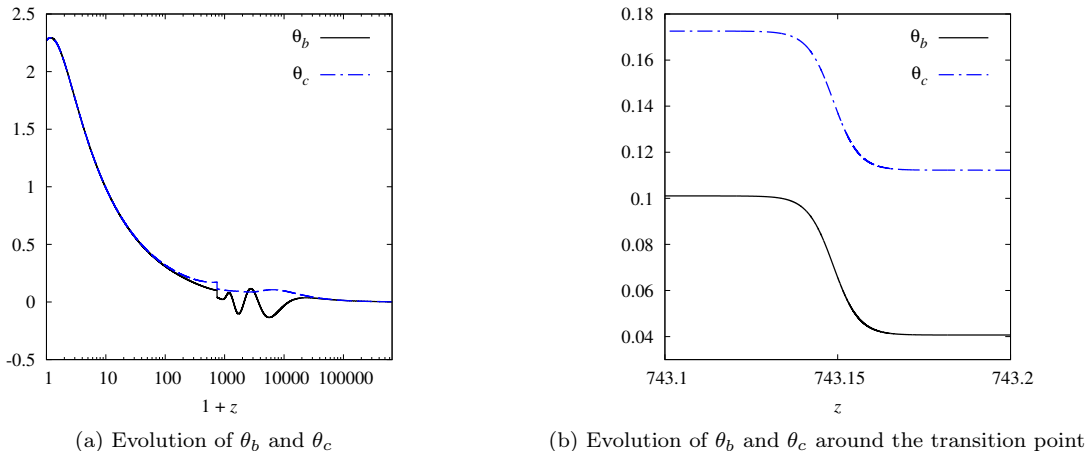 2.5
2
1.5
1
0.5
0
-0.5
1 10 100 1000 10000 100000
1 + z
θb
θc
(a) Evolution of θb and θc
0.18
0.16
0.14
0.12
0.1
0.08
0.06
0.04
743.1 743.15 743.2
z
θb
θc
(b) Evolution of θb and θc around the transition point